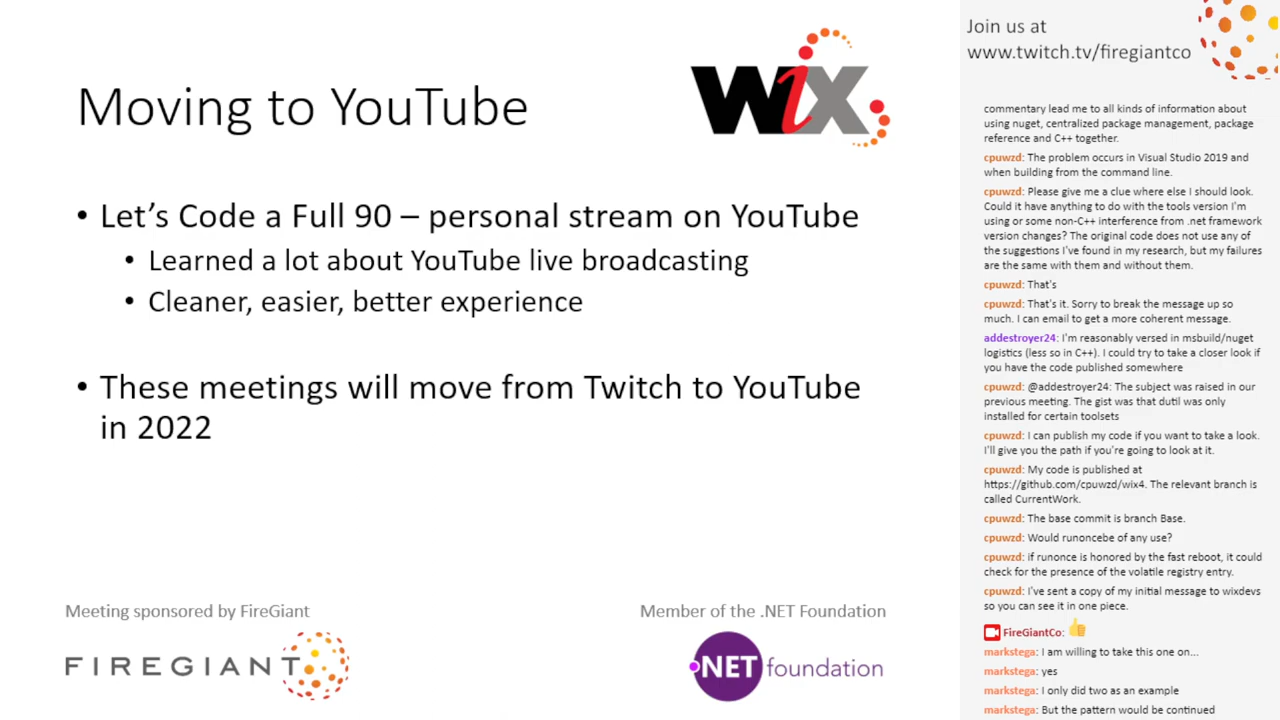 Moving to YouTube
WiX
• Let's Code a Full 90 – personal stream on YouTube
• Learned a lot about YouTube live broadcasting
• Cleaner, easier, better experience
• These meetings will move from Twitch to YouTube
in 2022
Meeting sponsored by FireGiant
FIREGIANT
Member of the .NET Foundation
.NET foundation
Join us at
www.twitch.tv/firegiantco
commentary lead me to all kinds of information about
using nuget, centralized package management, package
reference and C++ together.
cpuwzd: The problem occurs in Visual Studio 2019 and
when building from the command line.
cpuwzd: Please give me a clue where else I should look.
Could it have anything to do with the tools version I'm
using or some non-C++ interference from .net framework
version changes? The original code does not use any of
the suggestions I've found in my research, but my failures
are the same with them and without them.
cpuwzd: That's
cpuwzd: That's it. Sorry to break the message up so
much. I can email to get a more coherent message.
addestroyer24: I'm reasonably versed in msbuild/nuget
logistics (less so in C++). I could try to take a closer look if
you have the code published somewhere
cpuwzd: @addestroyer24: The subject was raised in our
previous meeting. The gist was that dutil was only
installed for certain toolsets
cpuwzd: I can publish my code if you want to take a look.
I'll give you the path if you're going to look at it.
cpuwzd: My code is published at
https://github.com/cpuwzd/wix4. The relevant branch is
called CurrentWork.
cpuwzd: The base commit is branch Base.
cpuwzd: Would runoncebe of any use?
cpuwzd: if runonce is honored by the fast reboot, it could
check for the presence of the volatile registry entry.
cpuwzd: I've sent a copy of my initial message to wixdevs
so you can see it in one piece.
FireGiantCo: 👍
markstega: I am willing to take this one on...
markstega: yes
markstega: I only did two as an example
markstega: But the pattern would be continued